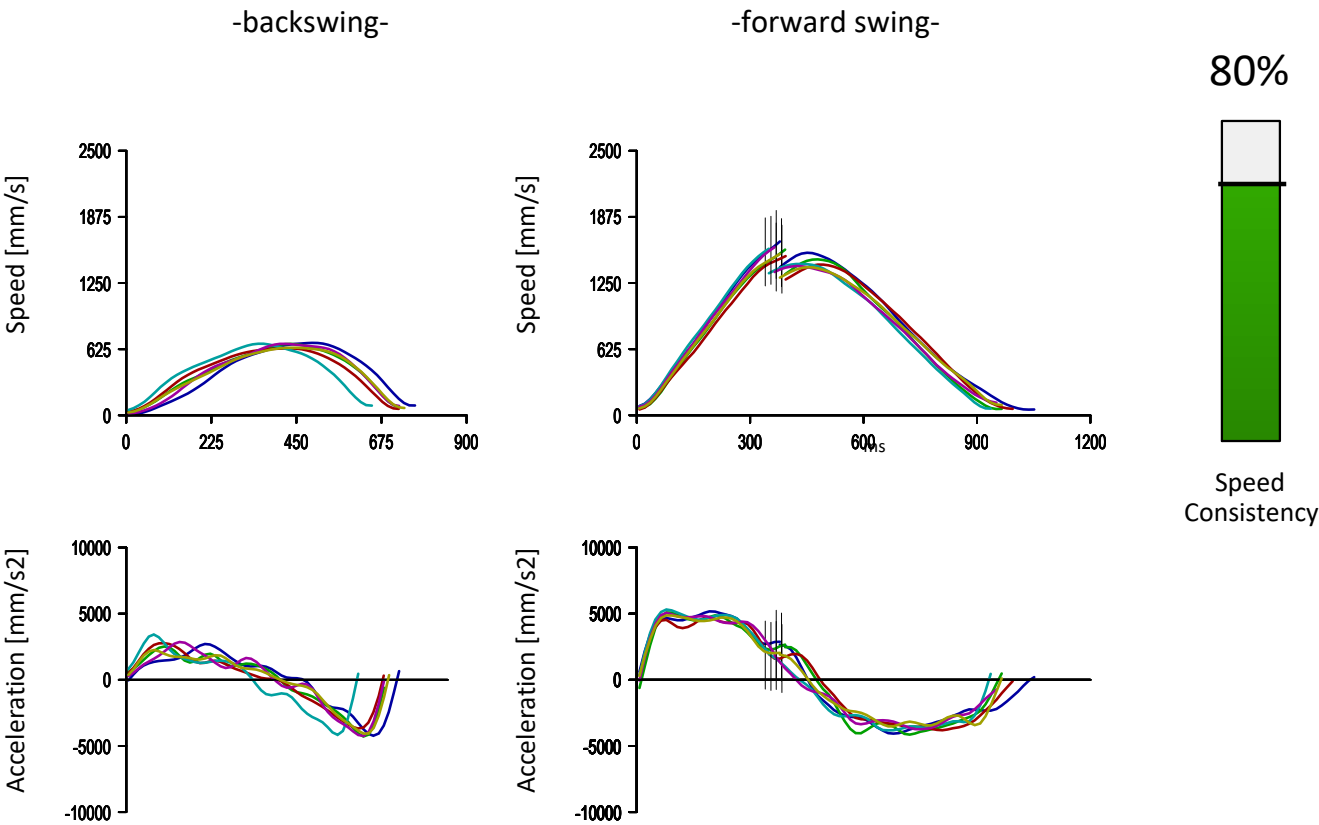 -backswing-
-forward swing-
80%
Speed [mm/s]
2500
1875
1250
625
0
0 225 450 675 900
Speed [mm/s]
2500
1875
1250
625
0
0 300 600 900 1200
ms
Speed
Consistency
Acceleration [mm/s2]
10000
5000
0
-5000
-10000
Acceleration [mm/s2]
10000
5000
0
-5000
-10000